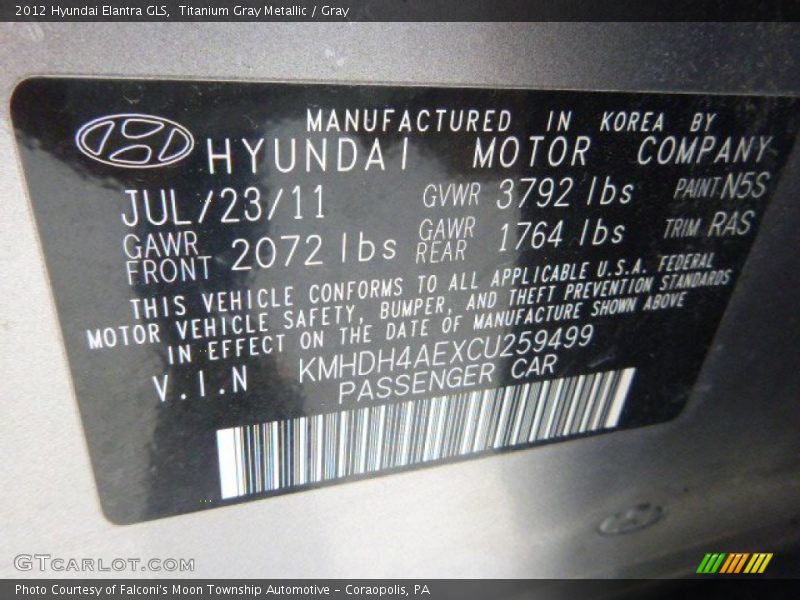 2012 Hyundai Elantra GLS,  Titanium Gray Metallic / Gray
MANUFACTURED IN KOREA BY
HYUNDAI MOTOR COMPANY
JUL/23/11 GVWR 3792 lbs PAINT N5S
GAWR FRONT 2072 lbs GAWR REAR 1764 lbs TRIM RAS
THIS VEHICLE CONFORMS TO ALL APPLICABLE U.S.A. FEDERAL
MOTOR VEHICLE SAFETY, BUMPER, AND THEFT PREVENTION STANDARDS
IN EFFECT ON THE DATE OF MANUFACTURE SHOWN ABOVE
V.I.N KMHDH4AEXCU259499
PASSENGER CAR
GTCARLOT.COM
Photo Courtesy of Falconi's Moon Township Automotive - Coraopolis, PA